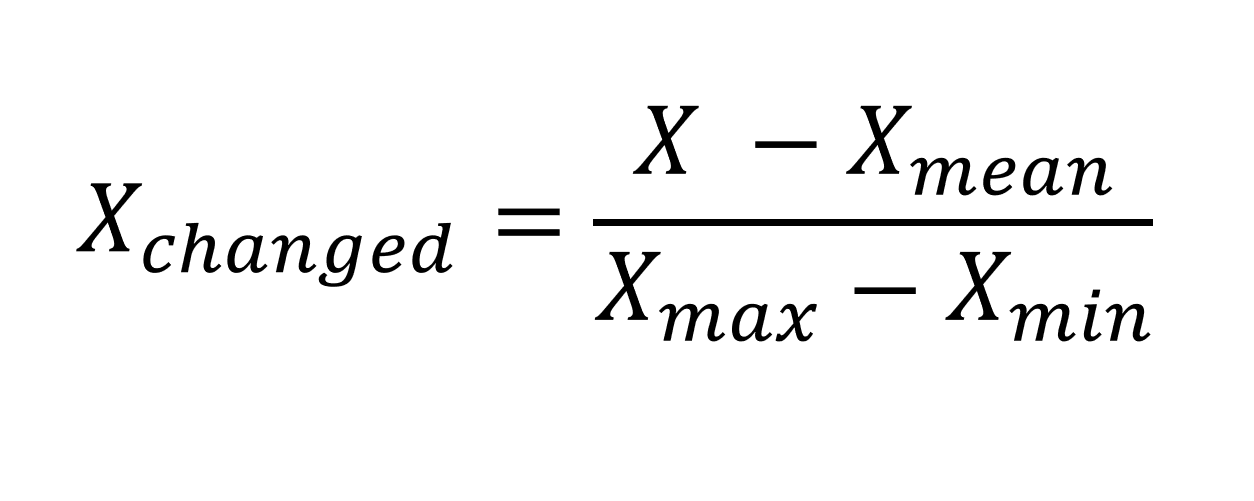 X_changed = (X − X_mean) / (X_max − X_min)